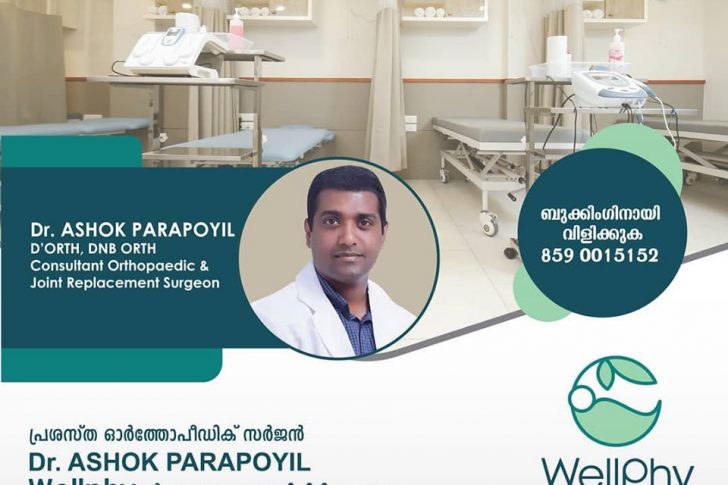 Dr. ASHOK PARAPOYIL
D'ORTH, DNB ORTH
Consultant Orthopaedic &
Joint Replacement Surgeon
ബുക്കിംഗിനായി
വിളിക്കുക
859 0015152
പ്രശസ്ത ഓർത്തോപീഡിക് സർജൻ
Dr. ASHOK PARAPOYIL
Wellphy
WellPhy